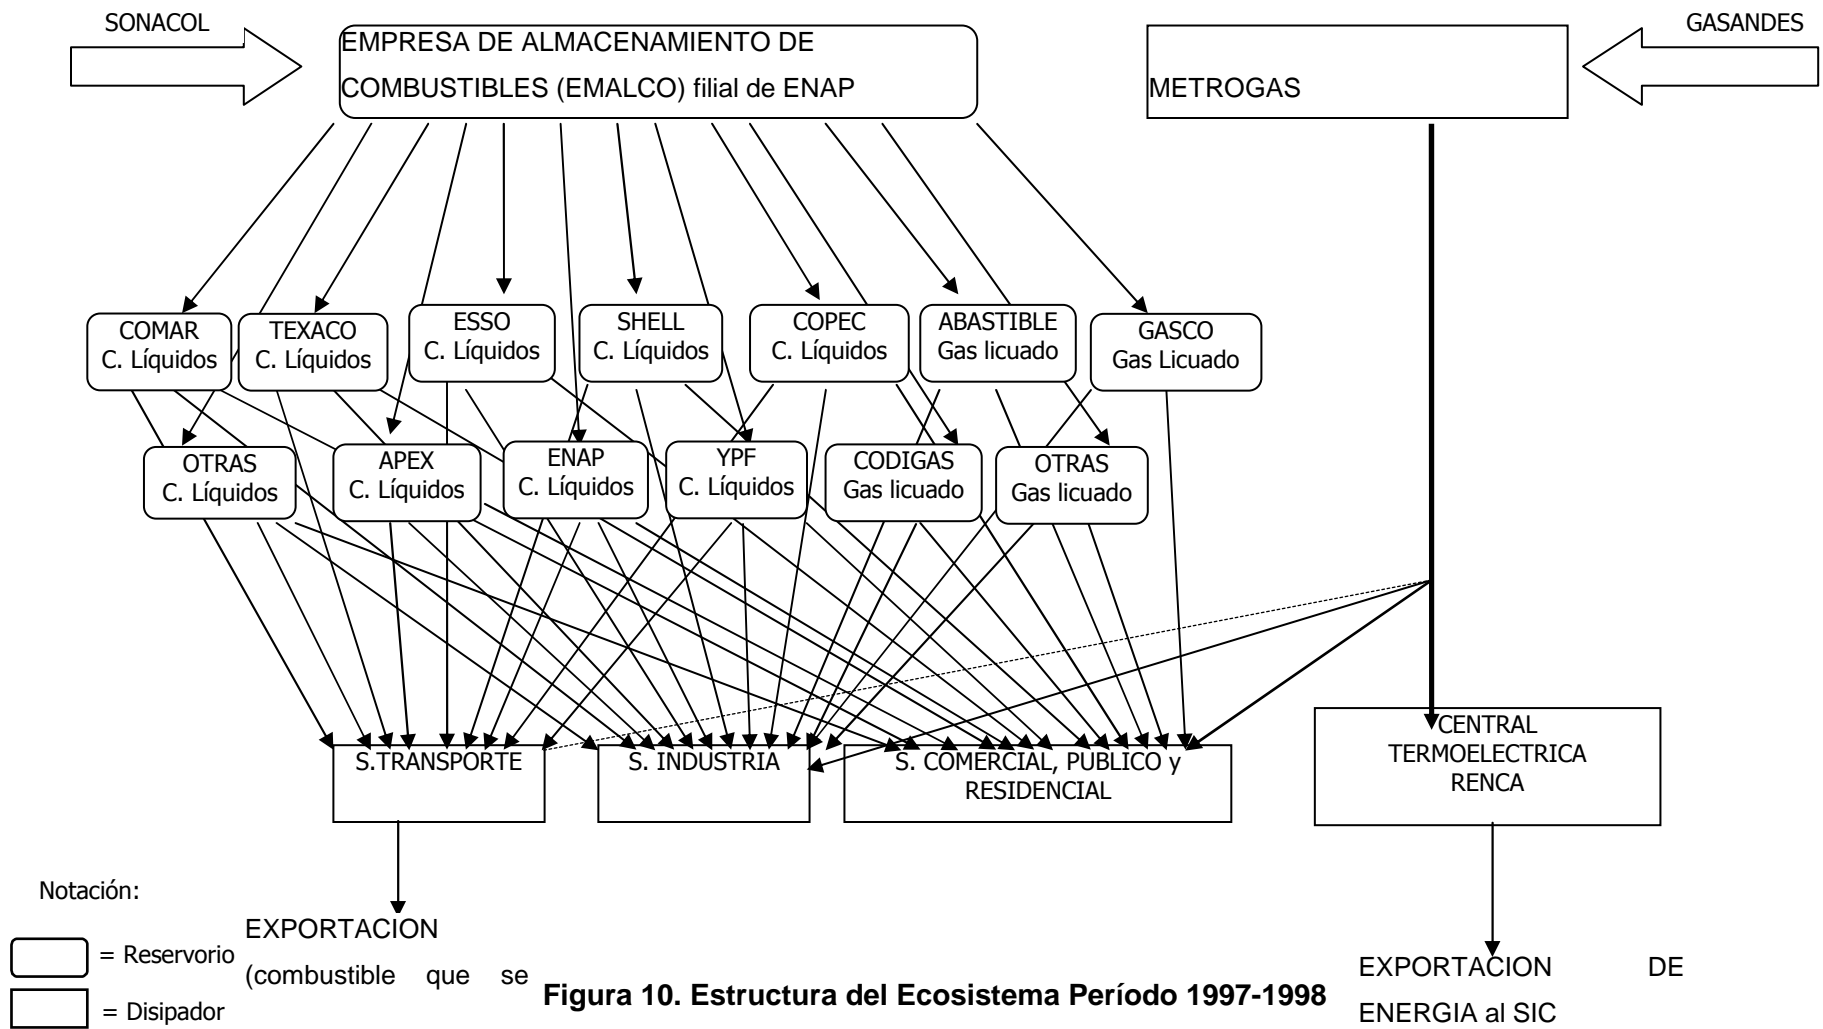 SONACOL
EMPRESA DE ALMACENAMIENTO DE
COMBUSTIBLES (EMALCO) filial de ENAP
METROGAS
GASANDES
COMAR
C. Líquidos
TEXACO
C. Líquidos
ESSO
C. Líquidos
SHELL
C. Líquidos
COPEC
C. Líquidos
ABASTIBLE
Gas licuado
GASCO
Gas Licuado
OTRAS
C. Líquidos
APEX
C. Líquidos
ENAP
C. Líquidos
YPF
C. Líquidos
CODIGAS
Gas licuado
OTRAS
Gas licuado
S.TRANSPORTE
S. INDUSTRIA
S. COMERCIAL, PUBLICO y
RESIDENCIAL
CENTRAL
TERMOELECTRICA
RENCA
Notación:
= Reservorio
= Disipador
EXPORTACION
(combustible que se
EXPORTACION DE
ENERGIA al SIC
Figura 10. Estructura del Ecosistema Período 1997-1998